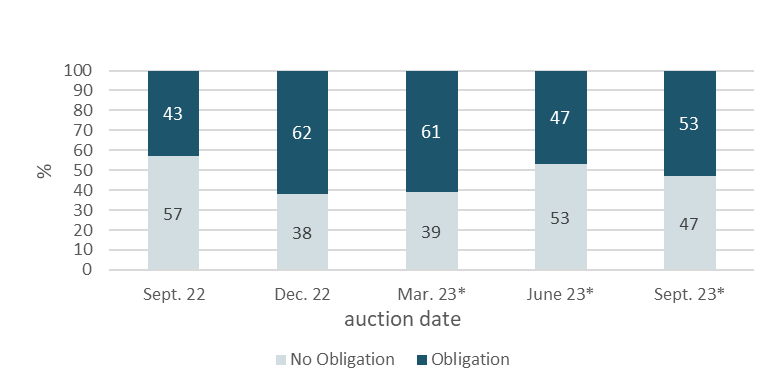 100
90
80
70
60
50
40
30
20
10
0
%
43 62 61 47 53
57 38 39 53 47
Sept. 22 Dec. 22 Mar. 23* June 23* Sept. 23*
auction date
No Obligation Obligation